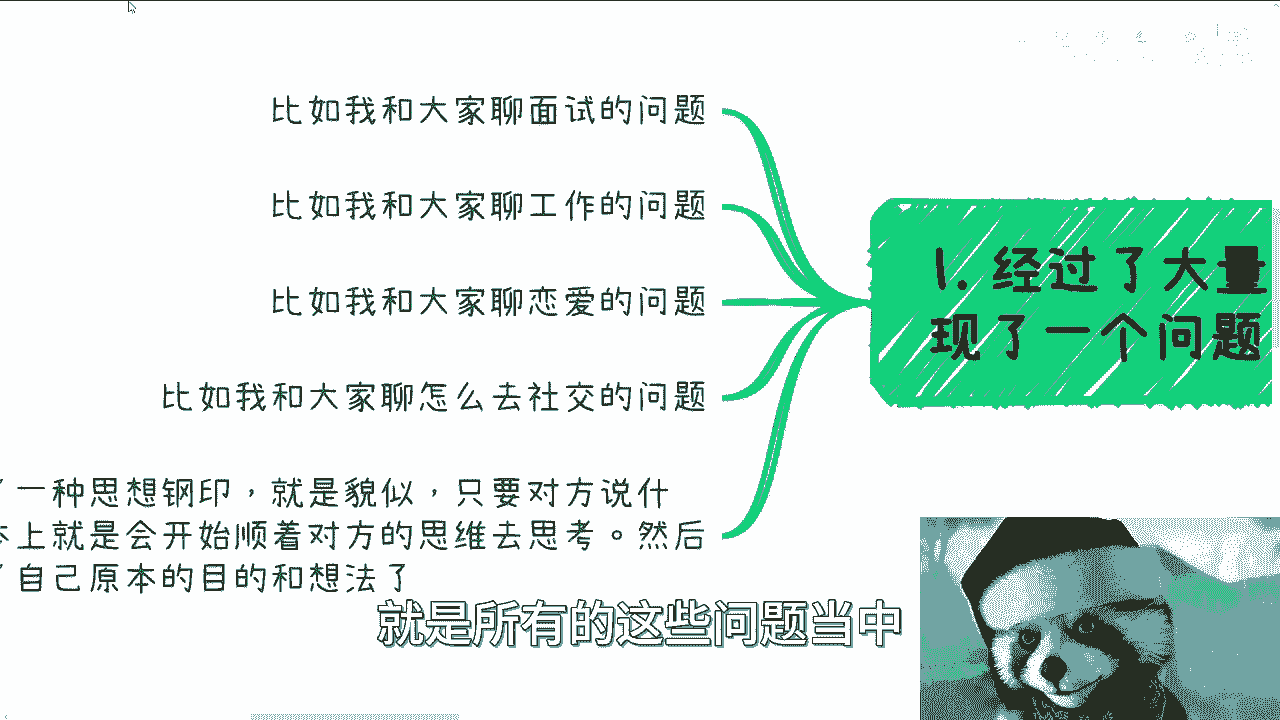 比如我和大家聊面试的问题
比如我和大家聊工作的问题
比如我和大家聊恋爱的问题
比如我和大家聊怎么去社交的问题
了一种思想钢印，就是貌似，只要对方说什
本上就是会开始顺着对方的思维去思考。然后
了自己原本的目的和想法了
1. 经过了大量
现了一个问题
就是所有的这些问题当中